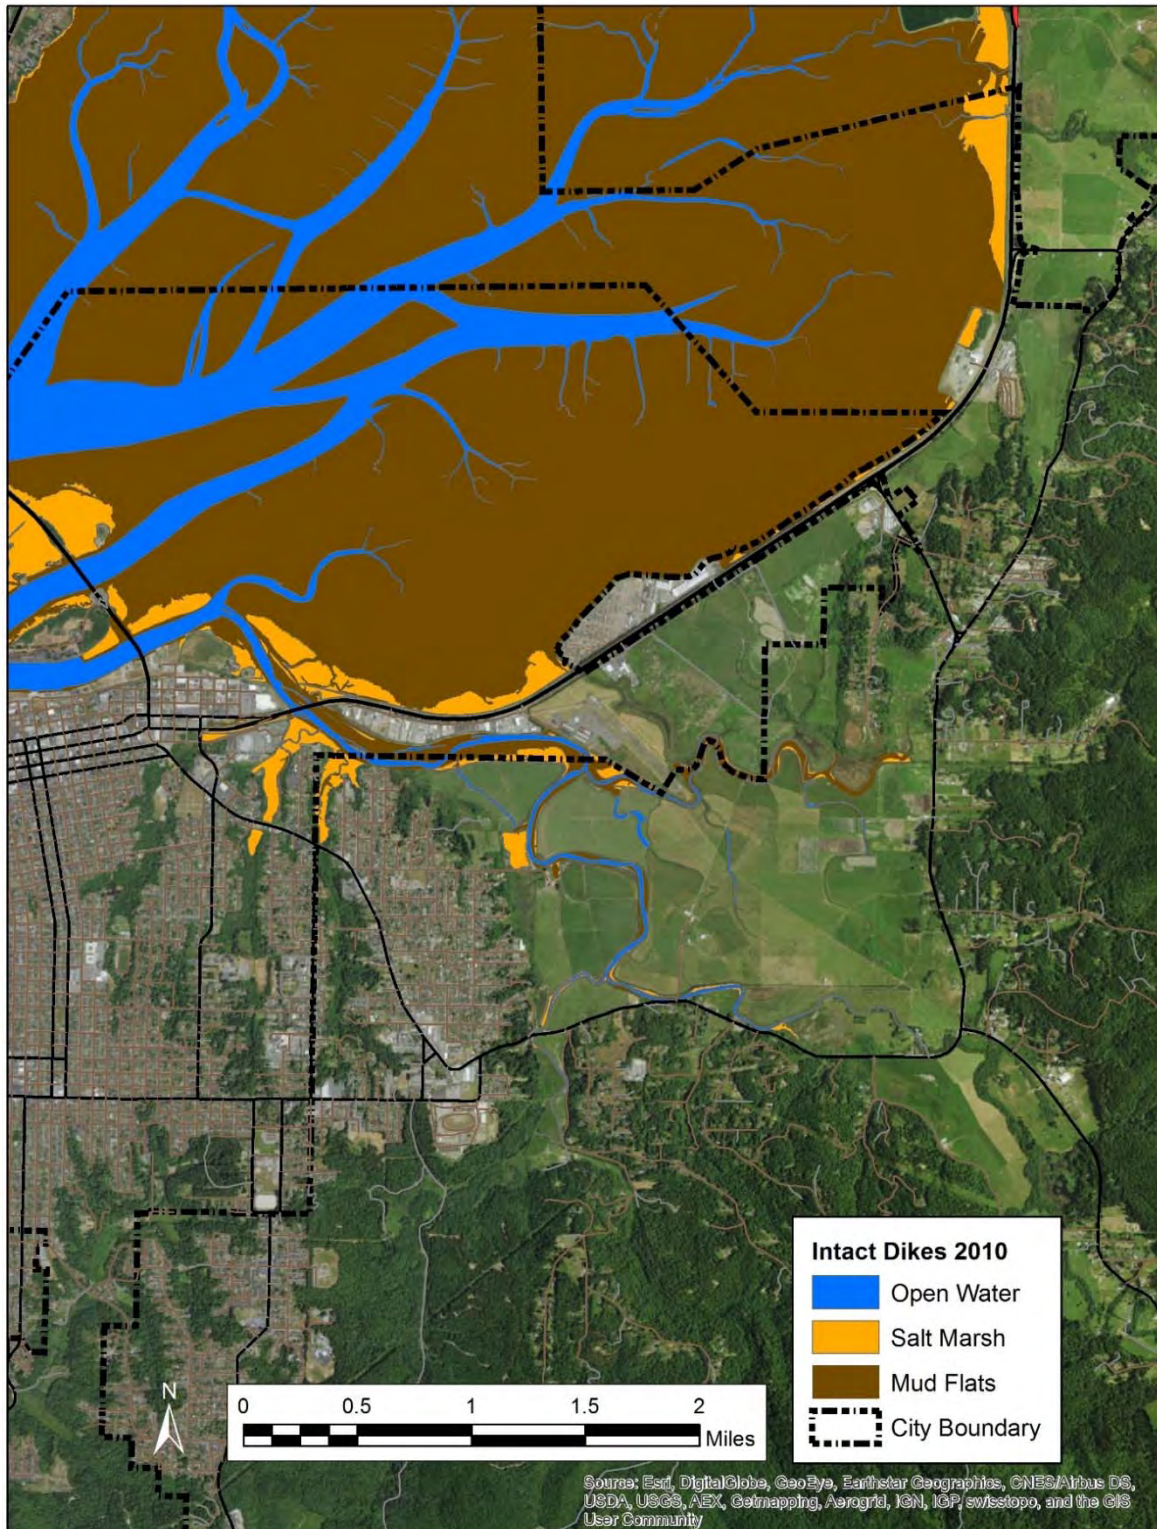 Intact Dikes 2010
Open Water
Salt Marsh
Mud Flats
City Boundary
N
0 0.5 1 1.5 2
Miles
Source: Esri, DigitalGlobe, GeoEye, Earthstar Geographics, CNES/Airbus DS,
USDA, USGS, AEX, Getmapping, Aerogrid, IGN, IGP, swisstopo, and the GIS
User Community